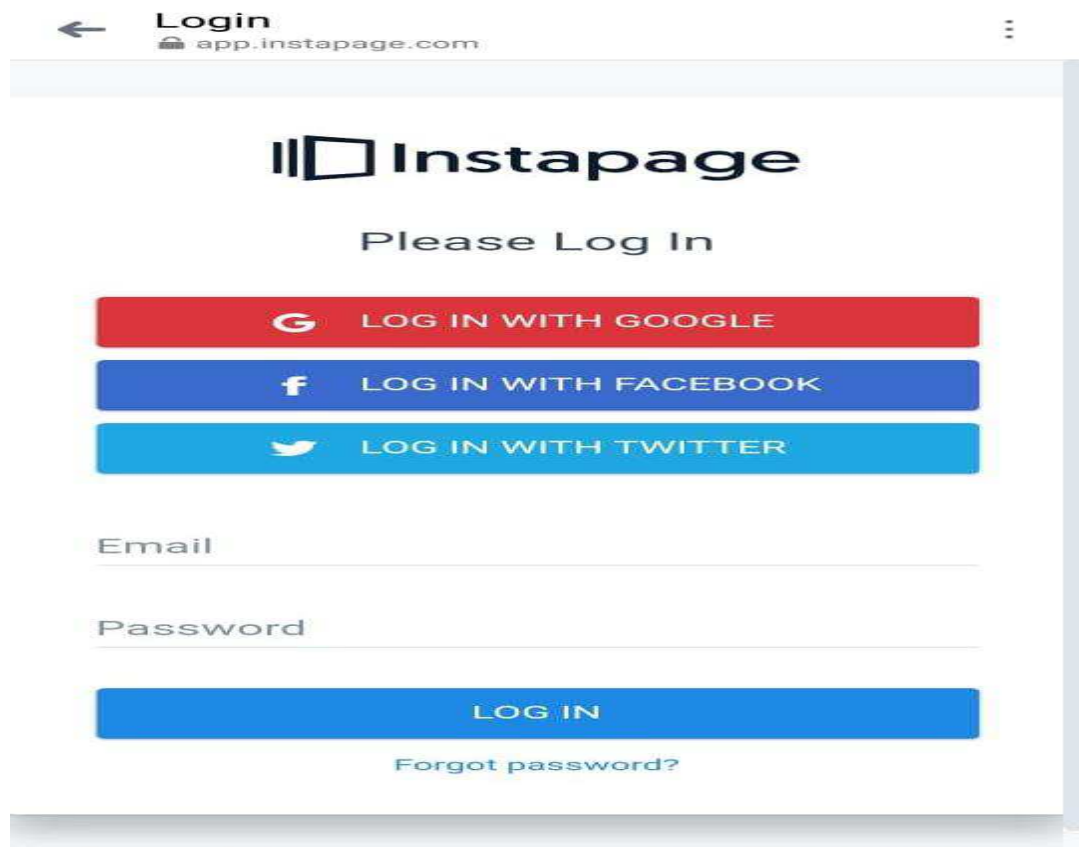 Login
app.instapage.com
Instapage
Please Log In
LOG IN WITH GOOGLE
LOG IN WITH FACEBOOK
LOG IN WITH TWITTER
Email
Password
LOG IN
Forgot password?